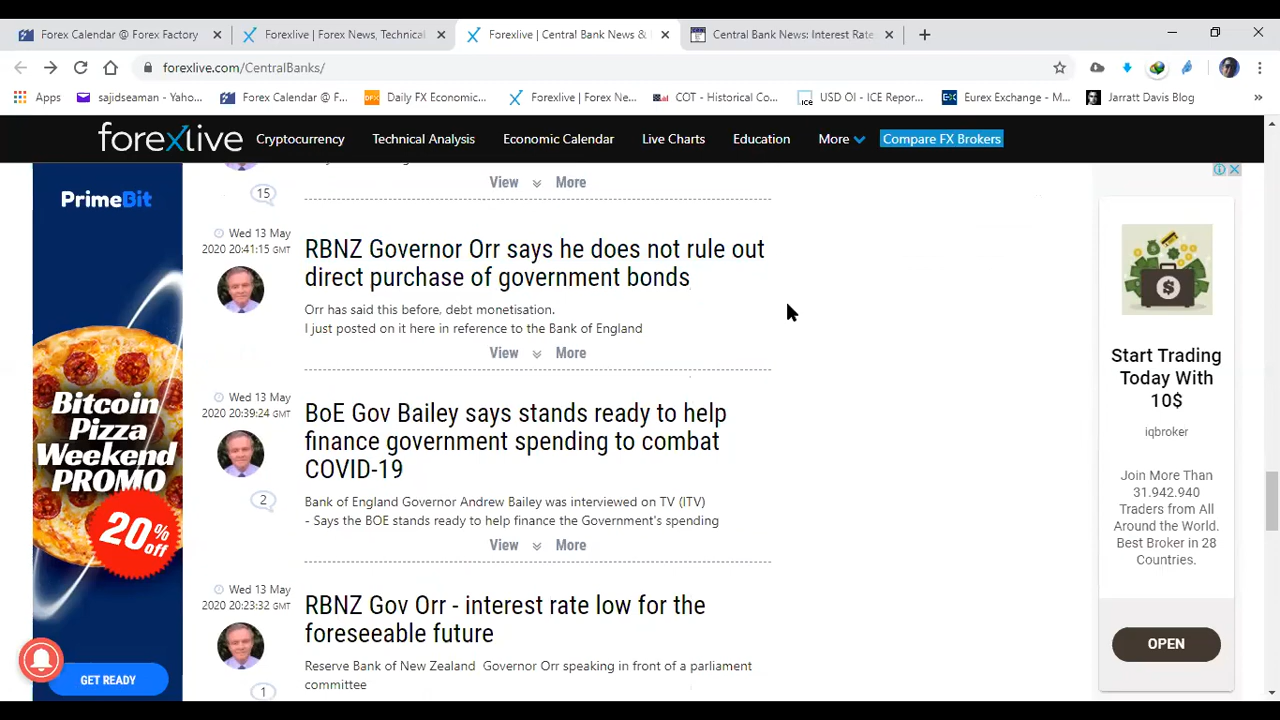 Forex Calendar @ Forex Factory
Forexlive | Forex News, Technical
Forexlive | Central Bank News &
Central Bank News: Interest Rate
forexlive.com/CentralBanks/
Apps
sajidseaman - Yahoo...
Forex Calendar @ F...
Daily FX Economic...
Forexlive | Forex Ne...
COT - Historical Co...
USD OI - ICE Repor...
Eurex Exchange - M...
Jarratt Davis Blog
forexlive
Cryptocurrency
Technical Analysis
Economic Calendar
Live Charts
Education
More
Compare FX Brokers
View More
15
Wed 13 May
2020 20:41:15 GMT
RBNZ Governor Orr says he does not rule out
direct purchase of government bonds
Orr has said this before, debt monetisation.
I just posted on it here in reference to the Bank of England
View More
Wed 13 May
2020 20:39:24 GMT
BoE Gov Bailey says stands ready to help
finance government spending to combat
COVID-19
2
Bank of England Governor Andrew Bailey was interviewed on TV (ITV)
- Says the BOE stands ready to help finance the Government's spending
View More
Wed 13 May
2020 20:23:32 GMT
RBNZ Gov Orr - interest rate low for the
foreseeable future
Reserve Bank of New Zealand Governor Orr speaking in front of a parliament
committee
1
PrimeBit
Bitcoin
Pizza
Weekend
PROMO
20%
off
GET READY
Start Trading
Today With
10$
iqbroker
Join More Than
31.942.940
Traders from All
Around the World.
Best Broker in 28
Countries.
OPEN